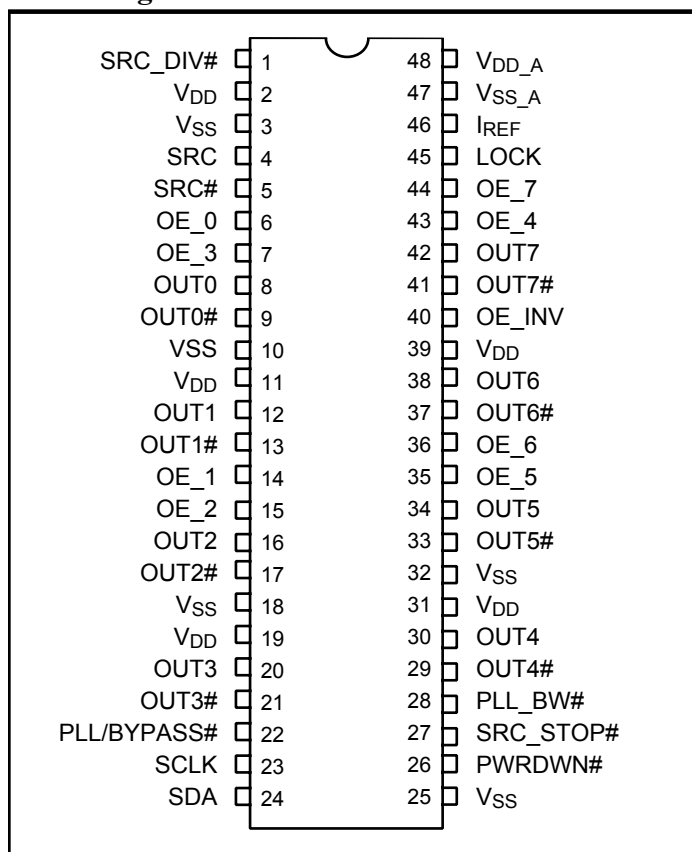 SRC_DIV# 1 48 VDD_A
VDD 2 47 VSS_A
VSS 3 46 IREF
SRC 4 45 LOCK
SRC# 5 44 OE_7
OE_0 6 43 OE_4
OE_3 7 42 OUT7
OUT0 8 41 OUT7#
OUT0# 9 40 OE_INV
VSS 10 39 VDD
VDD 11 38 OUT6
OUT1 12 37 OUT6#
OUT1# 13 36 OE_6
OE_1 14 35 OE_5
OE_2 15 34 OUT5
OUT2 16 33 OUT5#
OUT2# 17 32 VSS
VSS 18 31 VDD
VDD 19 30 OUT4
OUT3 20 29 OUT4#
OUT3# 21 28 PLL_BW#
PLL/BYPASS# 22 27 SRC_STOP#
SCLK 23 26 PWRDWN#
SDA 24 25 VSS